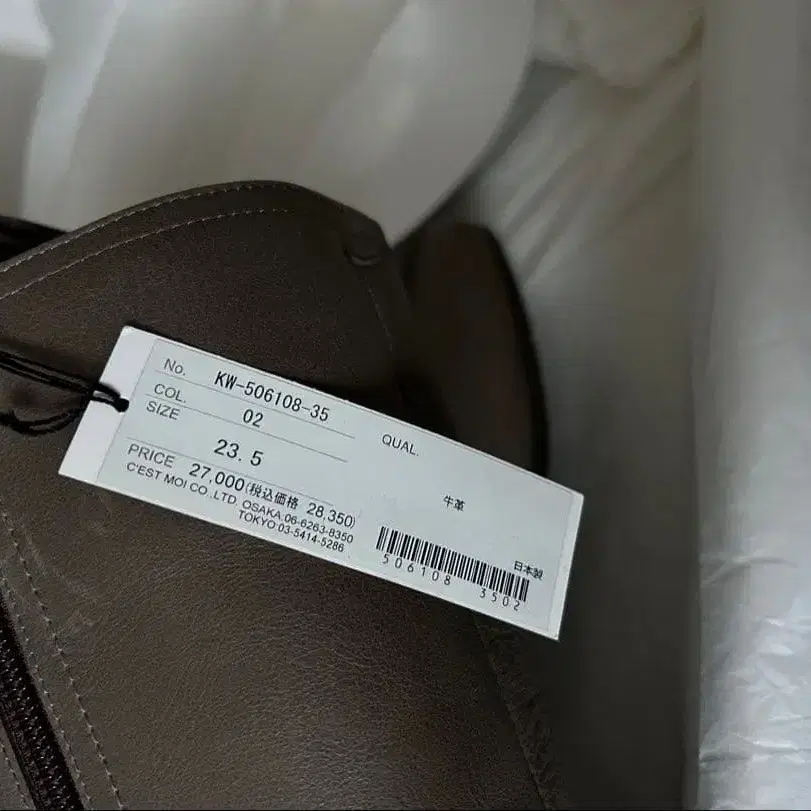 No. KW-506108-35
COL. 02
SIZE 23.5
PRICE 27,000(税込価格 28,350)
C'EST MOI CO.,LTD. OSAKA:06-6263-8350
TOKYO:03-5414-5286
QUAL.
牛革
日本製
506108 3502